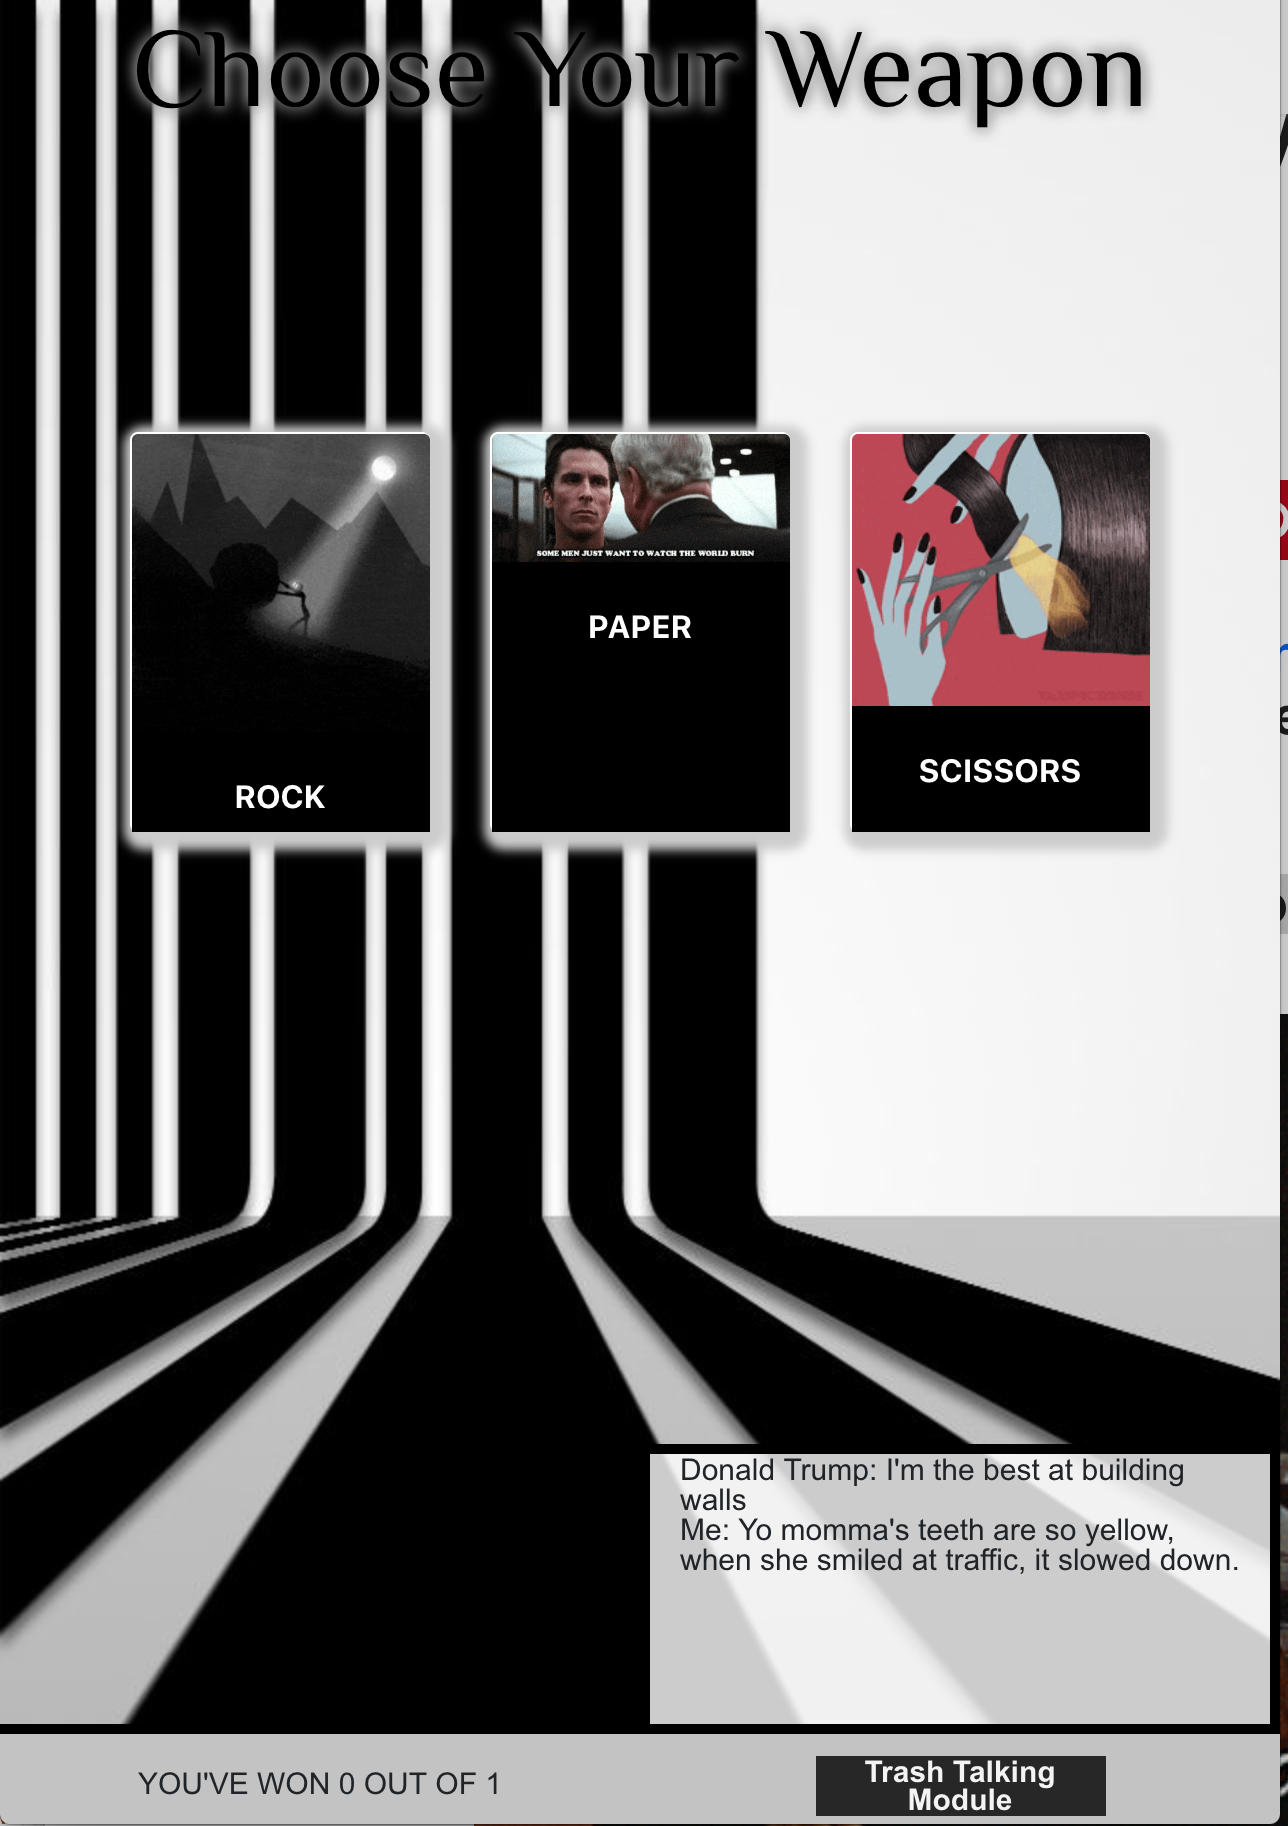 Choose Your Weapon
SOME MEN JUST WANT TO WATCH THE WORLD BURN
PAPER
SCISSORS
ROCK
Donald Trump: I'm the best at building
walls
Me: Yo momma's teeth are so yellow,
when she smiled at traffic, it slowed down.
YOU'VE WON 0 OUT OF 1
Trash Talking
Module